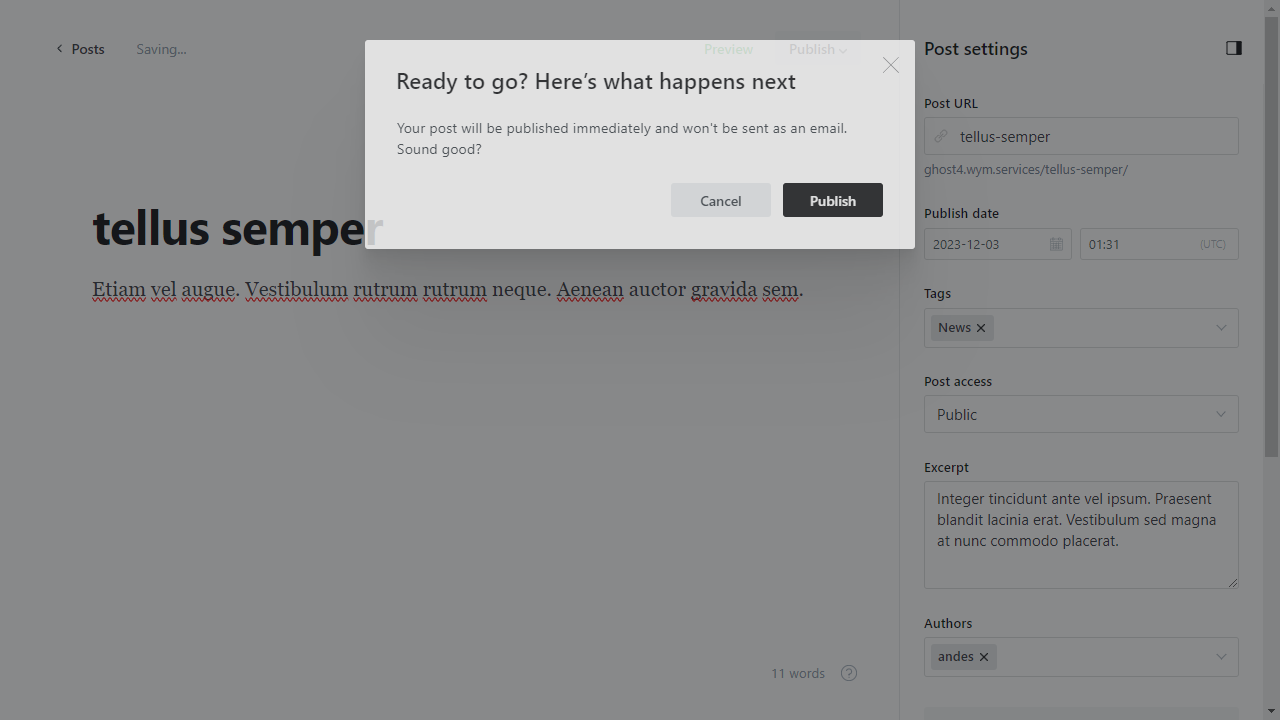 Posts
Saving...
Preview
Publish
Post settings
Ready to go? Here's what happens next
Your post will be published immediately and won't be sent as an email.
Sound good?
Cancel
Publish
tellus semper
Etiam vel augue. Vestibulum rutrum rutrum neque. Aenean auctor gravida sem.
11 words
Post URL
tellus-semper
ghost4.wym.services/tellus-semper/
Publish date
2023-12-03
01:31
(UTC)
Tags
News
Post access
Public
Excerpt
Integer tincidunt ante vel ipsum. Praesent
blandit lacinia erat. Vestibulum sed magna
at nunc commodo placerat.
Authors
andes